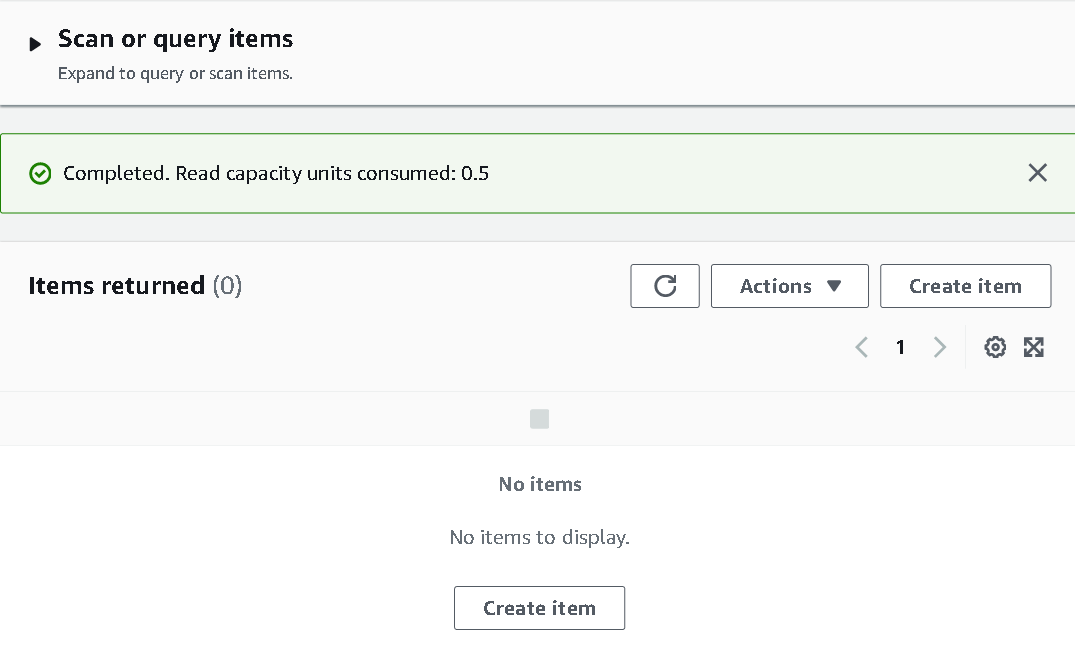 Scan or query items
Expand to query or scan items.
Completed. Read capacity units consumed: 0.5
Items returned (0)
Actions
Create item
1
No items
No items to display.
Create item